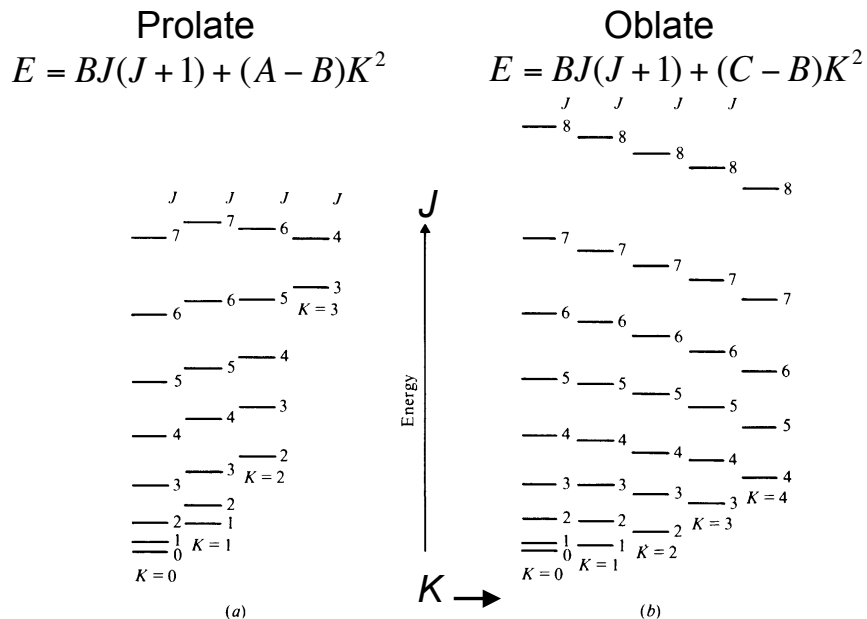 Prolate
E = BJ(J + 1) + (A − B)K²
J J J J
7 7 6 4
6 6 5 3
K = 3
5 5 4
4 4 3
3 3 2
K = 2
2 2
1 1
0
K = 1
K = 0
(a)
J
Energy
K
Oblate
E = BJ(J + 1) + (C − B)K²
J J J J
8 8 8 8 8
7 7 7 7 7
6 6 6 6 6
5 5 5 5 5
4 4 4 4 4
K = 4
3 3 3 3
K = 3
2 2 2
K = 2
1 1
K = 1
0
K = 0
(b)